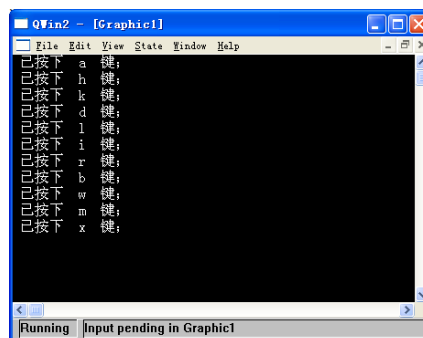 QWin2 - [Graphic1]
File Edit View State Window Help
已按下 a 键;
已按下 h 键;
已按下 k 键;
已按下 d 键;
已按下 l 键;
已按下 i 键;
已按下 r 键;
已按下 b 键;
已按下 w 键;
已按下 m 键;
已按下 x 键;
Running Input pending in Graphic1